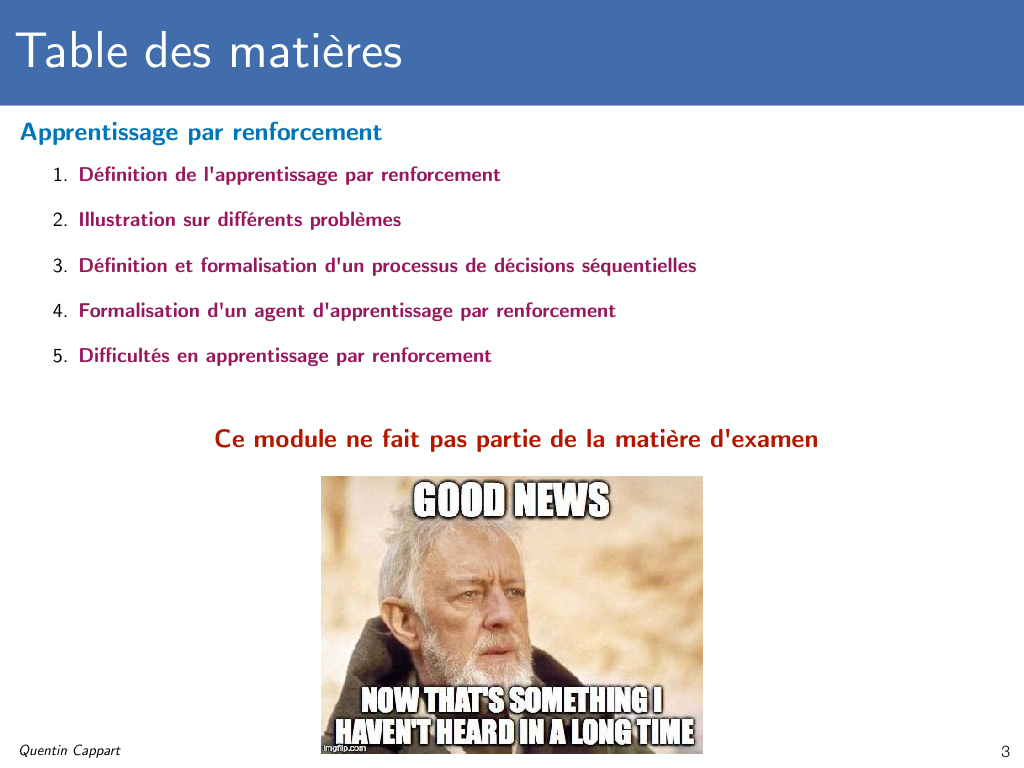 Table des matières
Apprentissage par renforcement
1. Définition de l'apprentissage par renforcement
2. Illustration sur différents problèmes
3. Définition et formalisation d'un processus de décisions séquentielles
4. Formalisation d'un agent d'apprentissage par renforcement
5. Difficultés en apprentissage par renforcement
Ce module ne fait pas partie de la matière d'examen
GOOD NEWS
NOW THAT'S SOMETHING I
HAVEN'T HEARD IN A LONG TIME
imgflip.com
Quentin Cappart
3